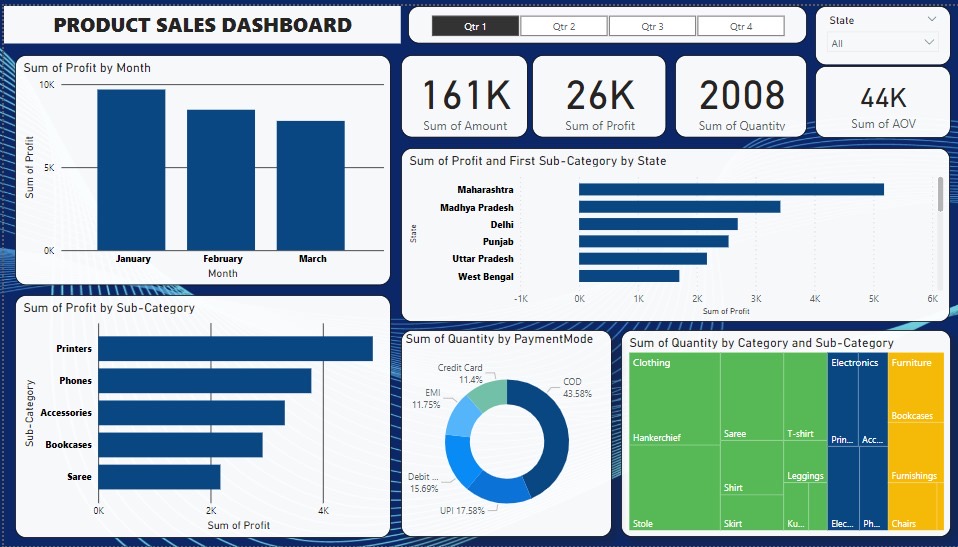 PRODUCT SALES DASHBOARD
Qtr 1
Qtr 2
Qtr 3
Qtr 4
State
All
Sum of Profit by Month
10K
5K
0K
Sum of Profit
January
February
March
Month
161K
Sum of Amount
26K
Sum of Profit
2008
Sum of Quantity
44K
Sum of AOV
Sum of Profit and First Sub-Category by State
State
Maharashtra
Madhya Pradesh
Delhi
Punjab
Uttar Pradesh
West Bengal
-1K
0K
1K
2K
3K
4K
5K
6K
Sum of Profit
Sum of Profit by Sub-Category
Sub-Category
Printers
Phones
Accessories
Bookcases
Saree
0K
2K
4K
Sum of Profit
Sum of Quantity by PaymentMode
Credit Card
11.4%
EMI
11.75%
Debit ...
15.69%
UPI 17.58%
COD
43.58%
Sum of Quantity by Category and Sub-Category
Clothing
Hankerchief
Stole
Saree
Shirt
Skirt
T-shirt
Leggings
Ku...
Electronics
Prin...
Acc...
Elec...
Ph...
Furniture
Bookcases
Furnishings
Chairs